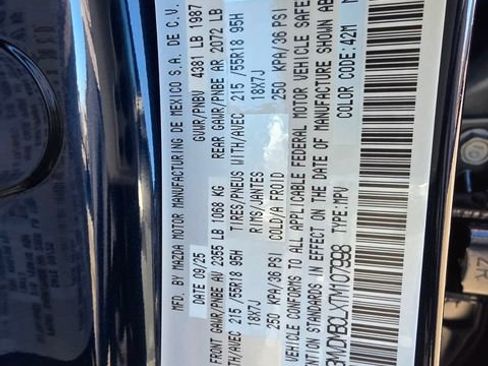 MFD. BY MAZDA MOTOR MANUFACTURING DE MEXICO S.A. DE C.V.
DATE 09/25 GVWR/PNBV 4381 LB 1987
FRONT GAWR/PNBE AV 2355 LB 1068 KG REAR GAWR/PNBE AR 2072 LB
WITH/AVEC 215 /55R18 95H TIRES/PNEUS WITH/AVEC 215 /55R18 95H
18X7J RIMS/JANTES 18X7J
250 KPA/36 PSI COLD/A FROID 250 KPA/36 PSI
VEHICLE CONFORMS TO ALL APPLICABLE FEDERAL MOTOR VEHICLE SAFE
STANDARDS IN EFFECT ON THE DATE OF MANUFACTURE SHOWN AB
3MVDMBCLXTM107998 TYPE:MPV COLOR CODE:42M